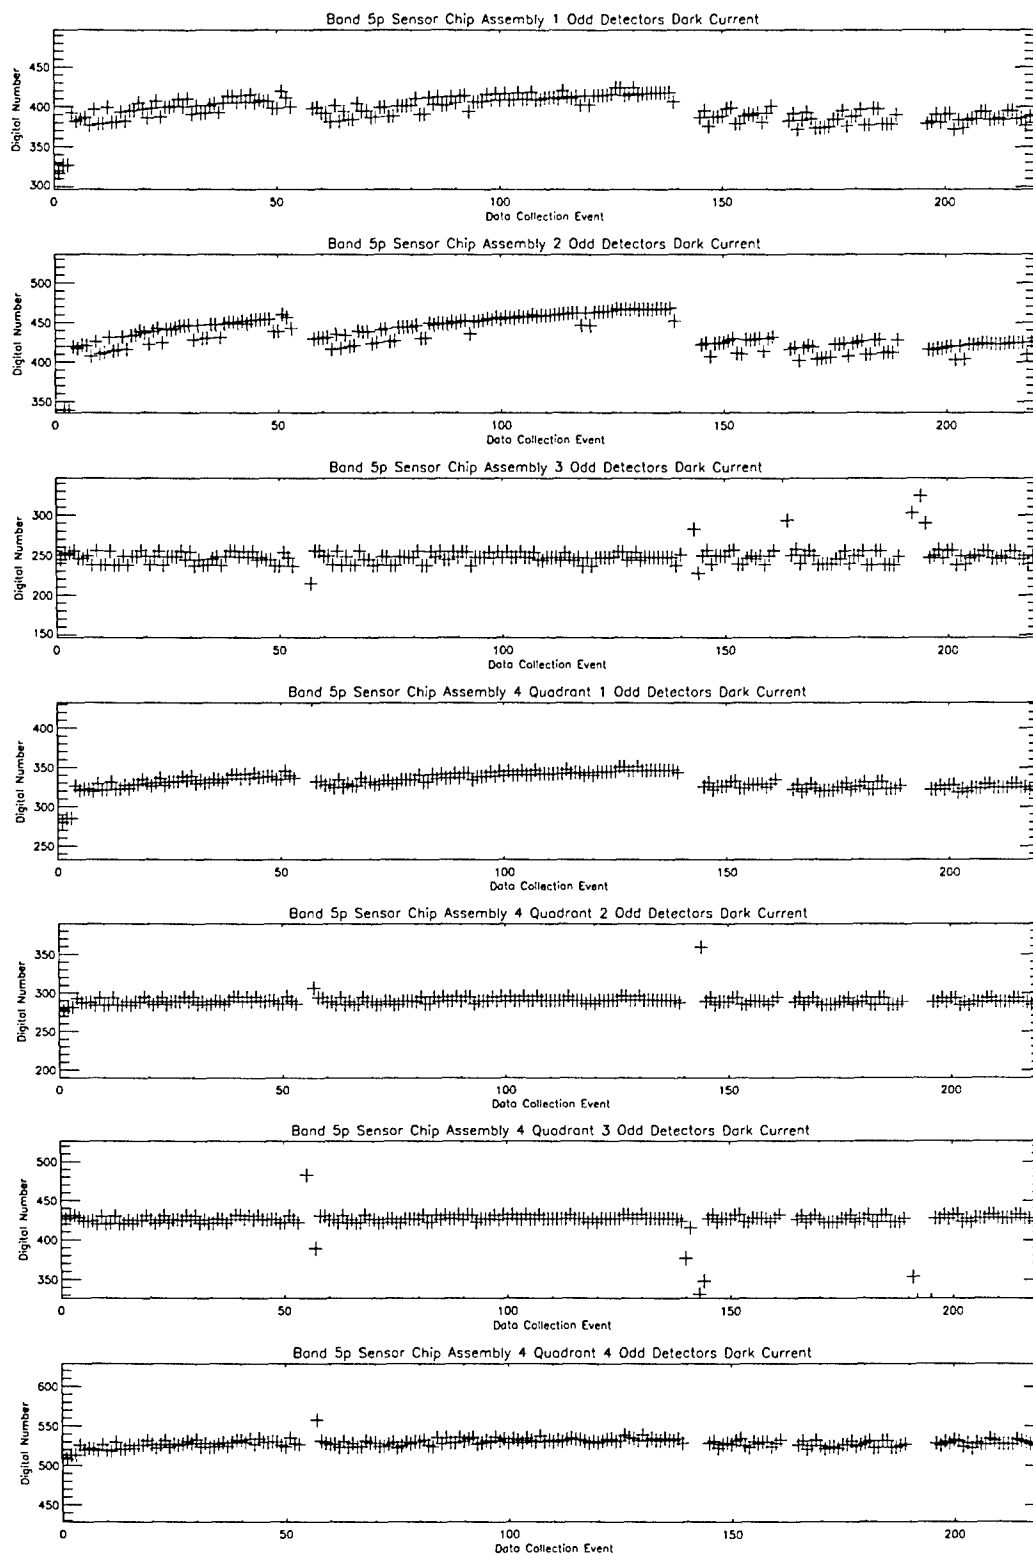 Band 5p Sensor Chip Assembly 1 Odd Detectors Dark Current
Digital Number
450
400
350
300
0 50 100 150 200
Data Collection Event
Band 5p Sensor Chip Assembly 2 Odd Detectors Dark Current
Digital Number
500
450
400
350
0 50 100 150 200
Data Collection Event
Band 5p Sensor Chip Assembly 3 Odd Detectors Dark Current
Digital Number
300
250
200
150
0 50 100 150 200
Data Collection Event
Band 5p Sensor Chip Assembly 4 Quadrant 1 Odd Detectors Dark Current
Digital Number
400
350
300
250
0 50 100 150 200
Data Collection Event
Band 5p Sensor Chip Assembly 4 Quadrant 2 Odd Detectors Dark Current
Digital Number
350
300
250
200
0 50 100 150 200
Data Collection Event
Band 5p Sensor Chip Assembly 4 Quadrant 3 Odd Detectors Dark Current
Digital Number
500
450
400
350
0 50 100 150 200
Data Collection Event
Band 5p Sensor Chip Assembly 4 Quadrant 4 Odd Detectors Dark Current
Digital Number
600
550
500
450
0 50 100 150 200
Data Collection Event